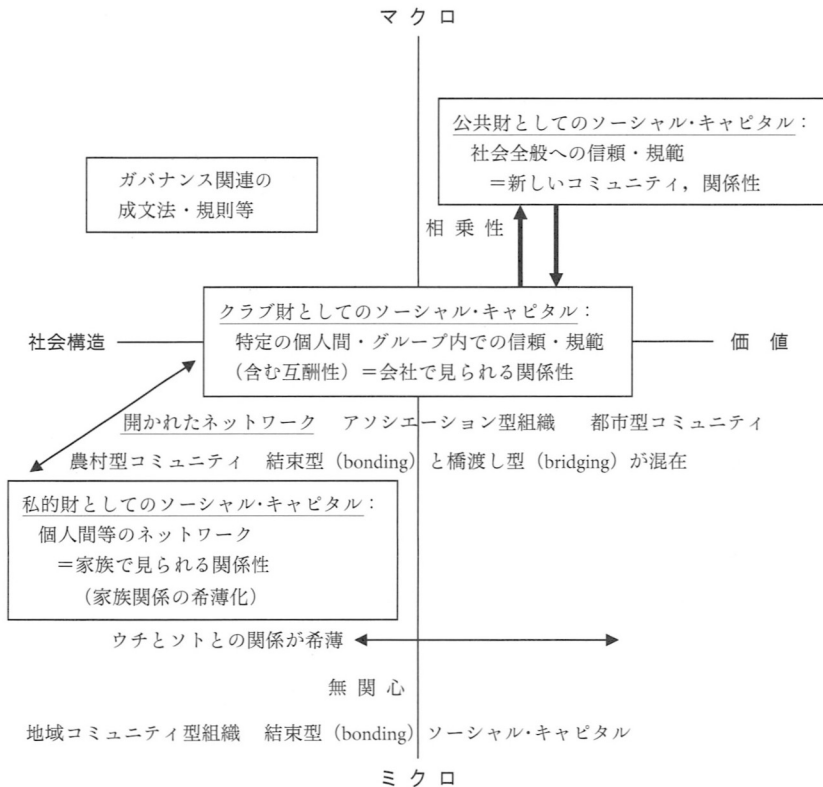 マクロ
公共財としてのソーシャル・キャピタル：
社会全般への信頼・規範
＝新しいコミュニティ，関係性
ガバナンス関連の
成文法・規則等
相乗性
クラブ財としてのソーシャル・キャピタル：
特定の個人間・グループ内での信頼・規範
（含む互酬性）＝会社で見られる関係性
社会構造
価値
開かれたネットワーク　アソシエーション型組織　都市型コミュニティ
農村型コミュニティ　結束型（bonding）と橋渡し型（bridging）が混在
私的財としてのソーシャル・キャピタル：
個人間等のネットワーク
＝家族で見られる関係性
（家族関係の希薄化）
ウチとソトとの関係が希薄
無関心
地域コミュニティ型組織　結束型（bonding）ソーシャル・キャピタル
ミクロ